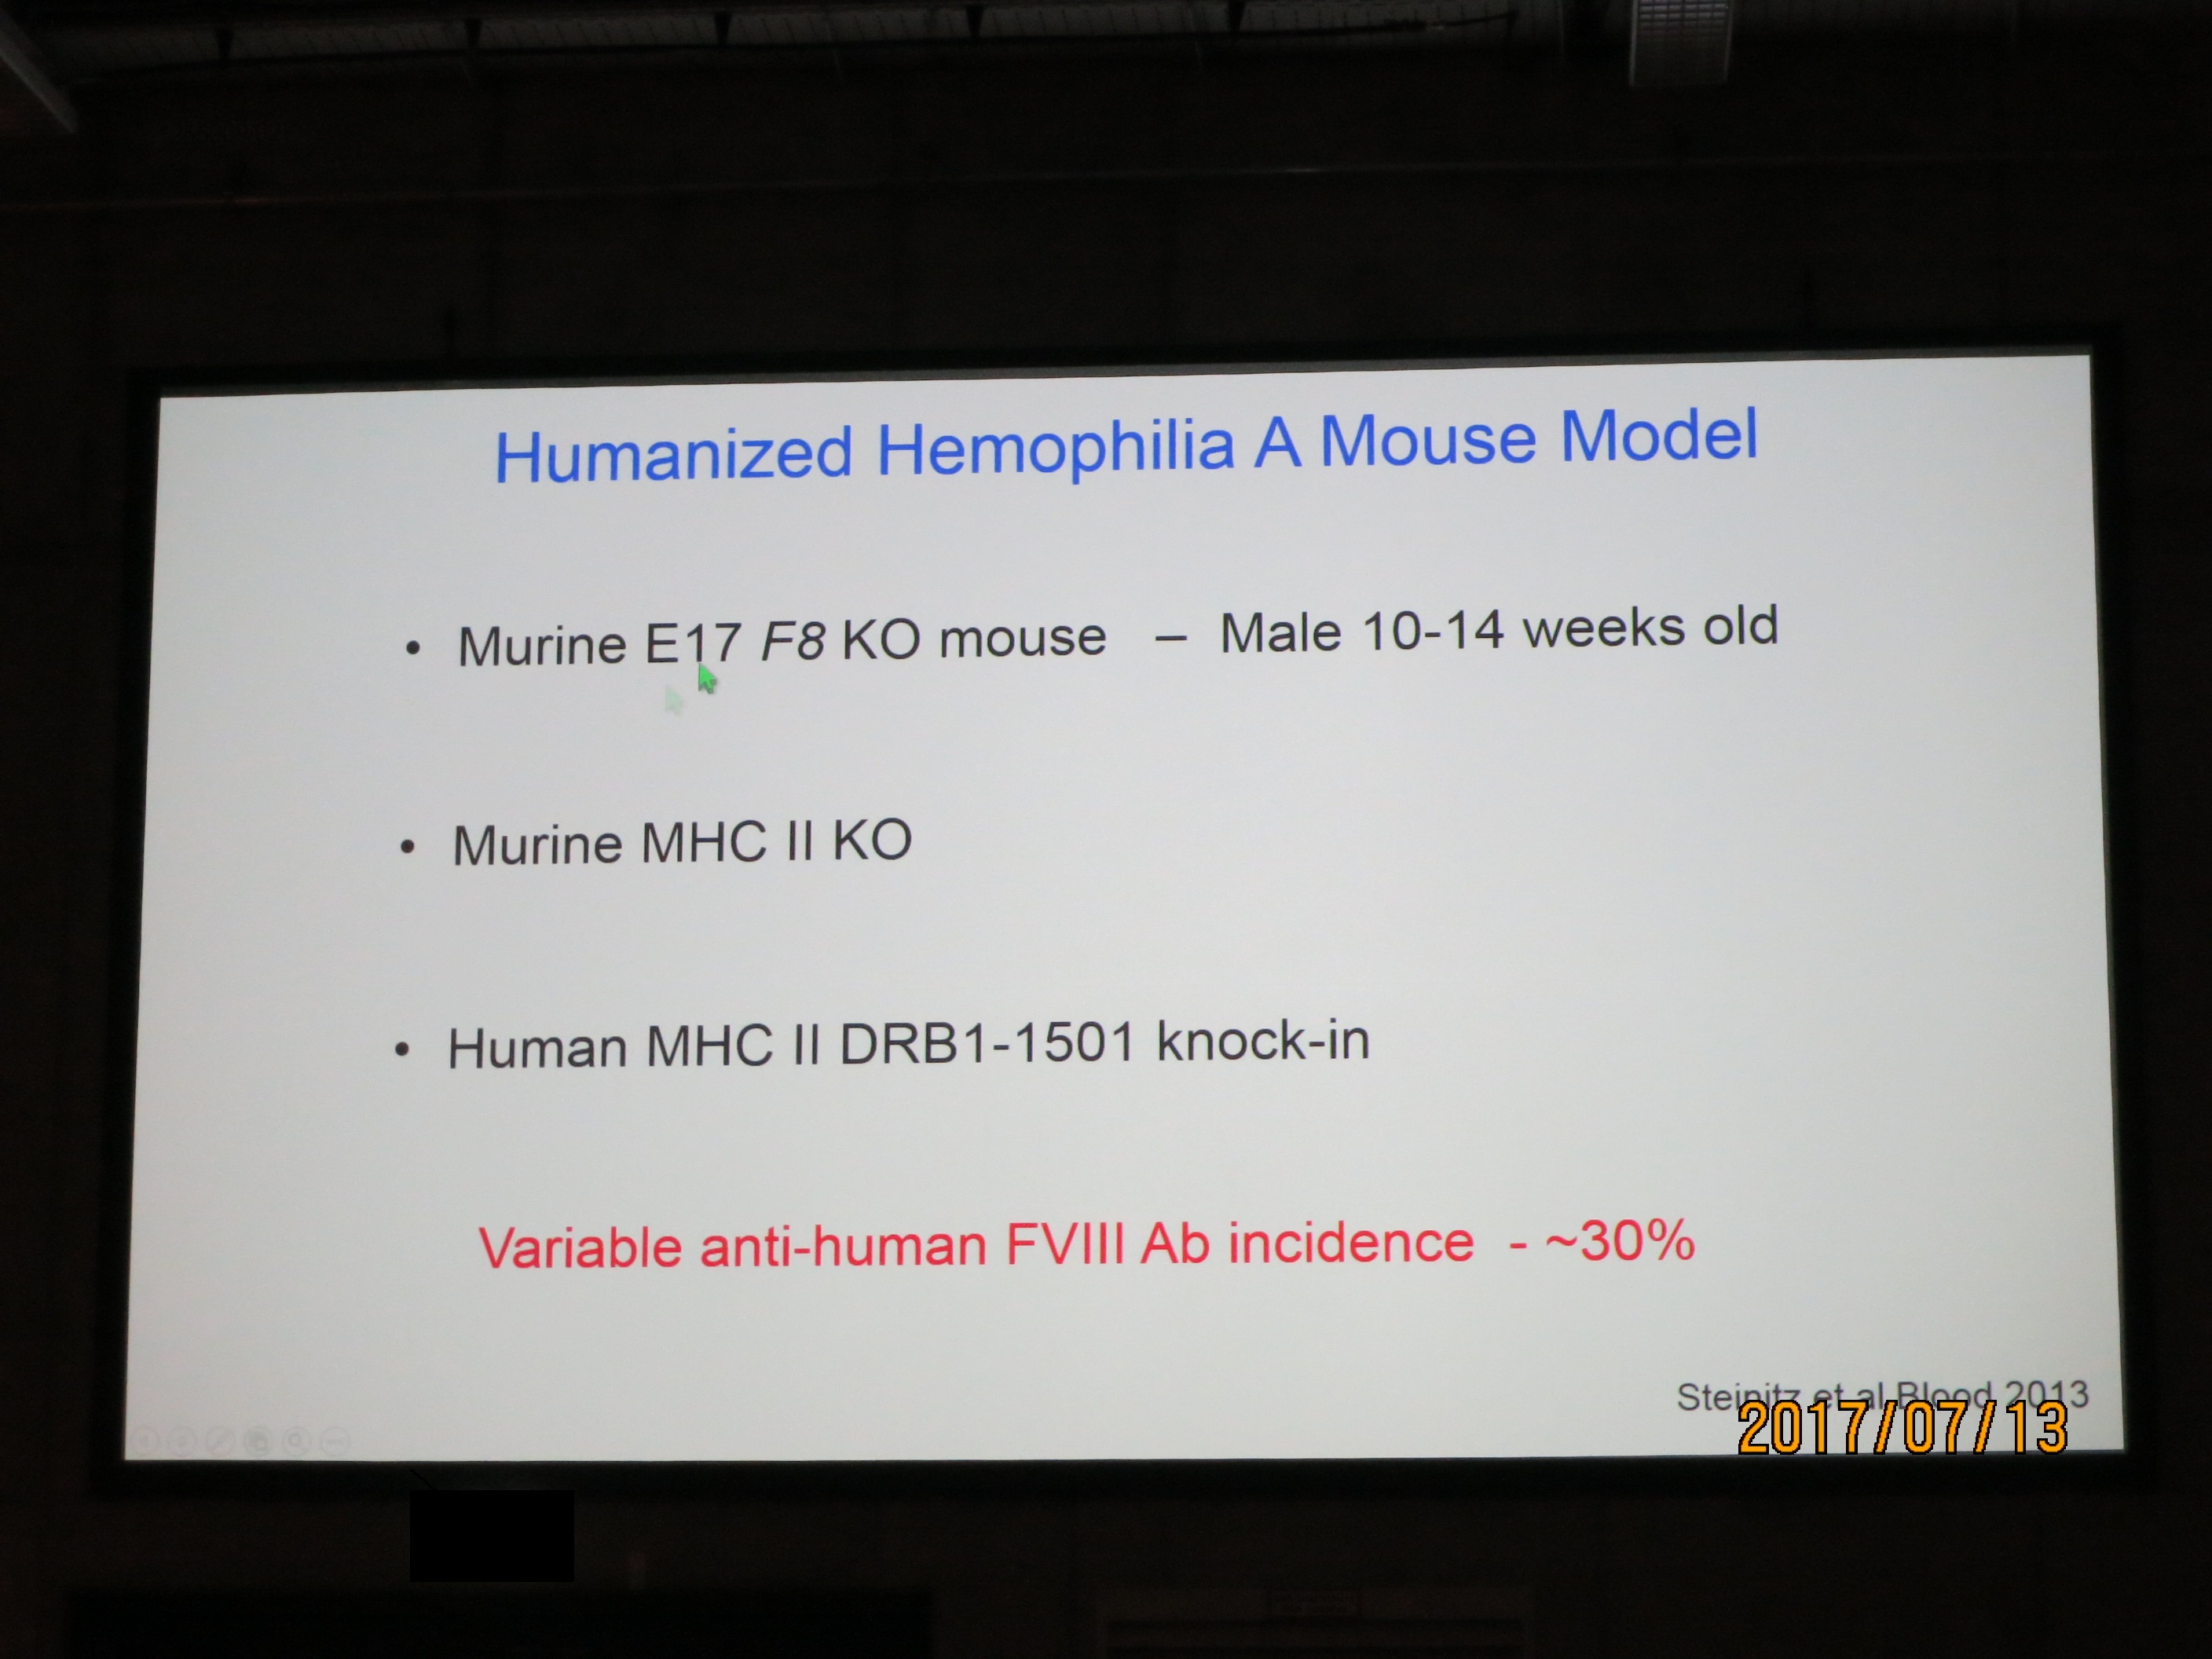 Humanized Hemophilia A Mouse Model
• Murine E17 F8 KO mouse – Male 10-14 weeks old
• Murine MHC II KO
• Human MHC II DRB1-1501 knock-in
Variable anti-human FVIII Ab incidence - ~30%
Steinitz et al Blood 2013
2017/07/13